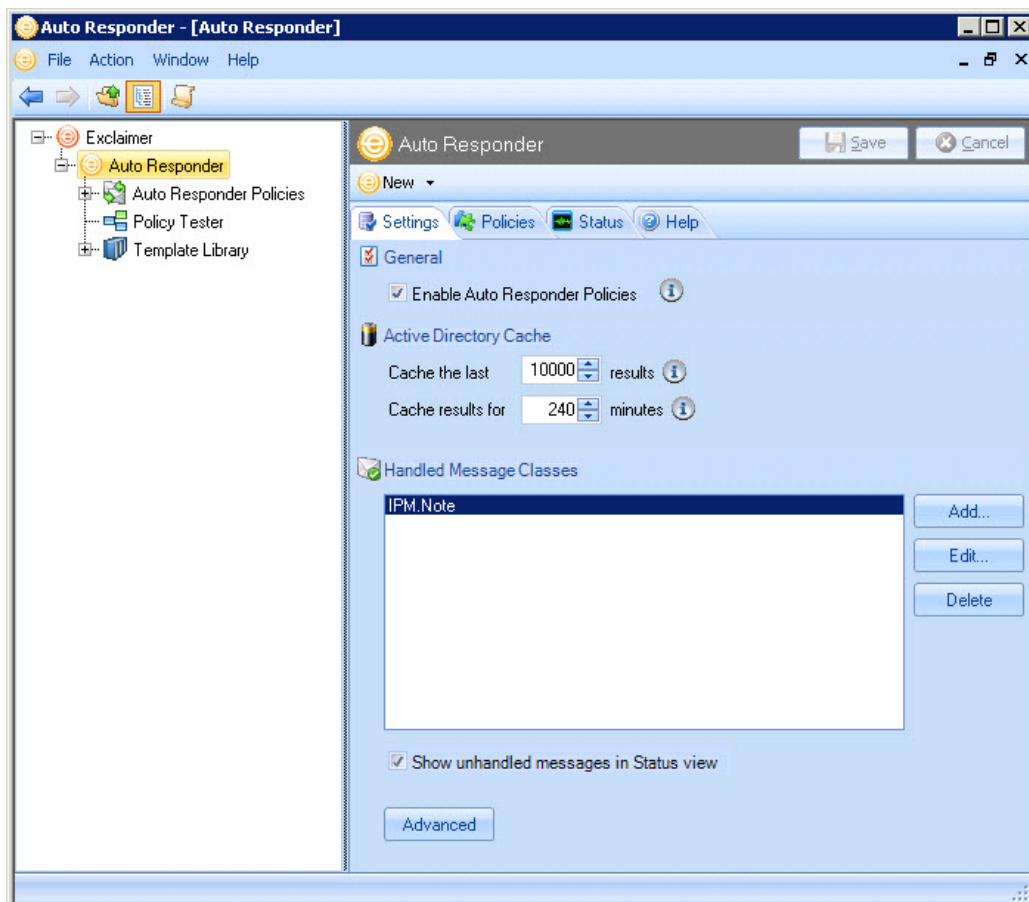 Auto Responder - [Auto Responder]
File Action Window Help
Exclaimer
Auto Responder
Auto Responder Policies
Policy Tester
Template Library
Auto Responder
Save Cancel
New
Settings Policies Status Help
General
Enable Auto Responder Policies
Active Directory Cache
Cache the last 10000 results
Cache results for 240 minutes
Handled Message Classes
IPM.Note
Add...
Edit...
Delete
Show unhandled messages in Status view
Advanced